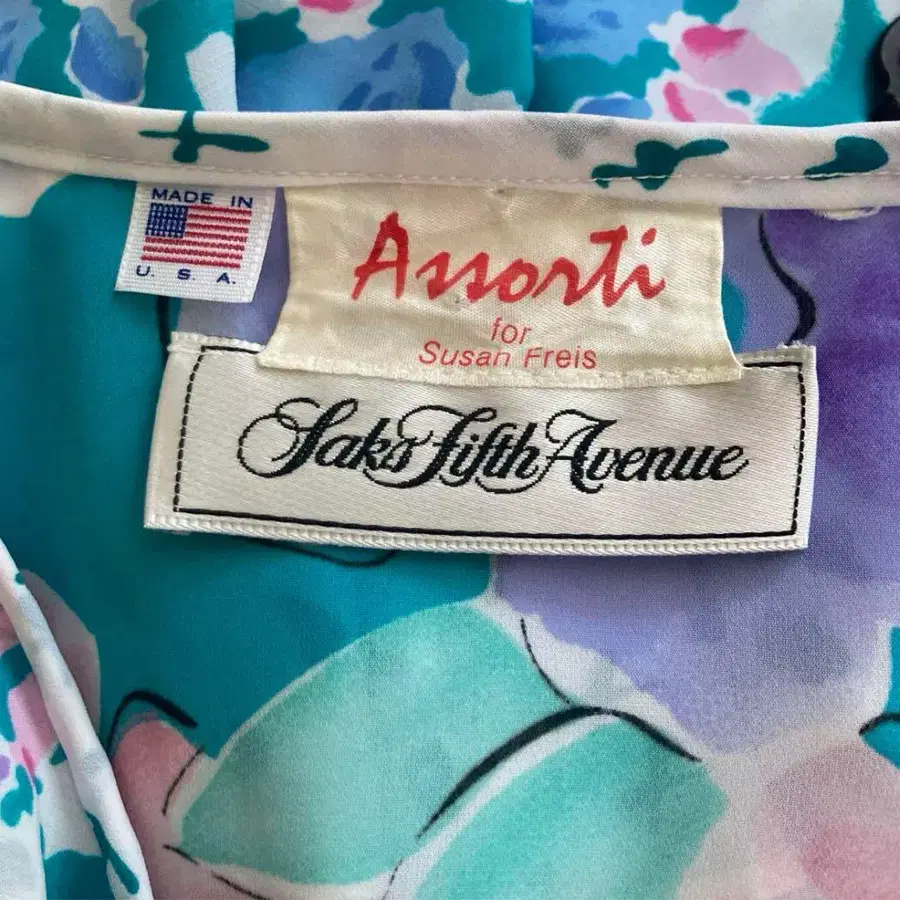 MADE IN
U. S. A.
Assorti
for
Susan Freis
Saks Fifth Avenue